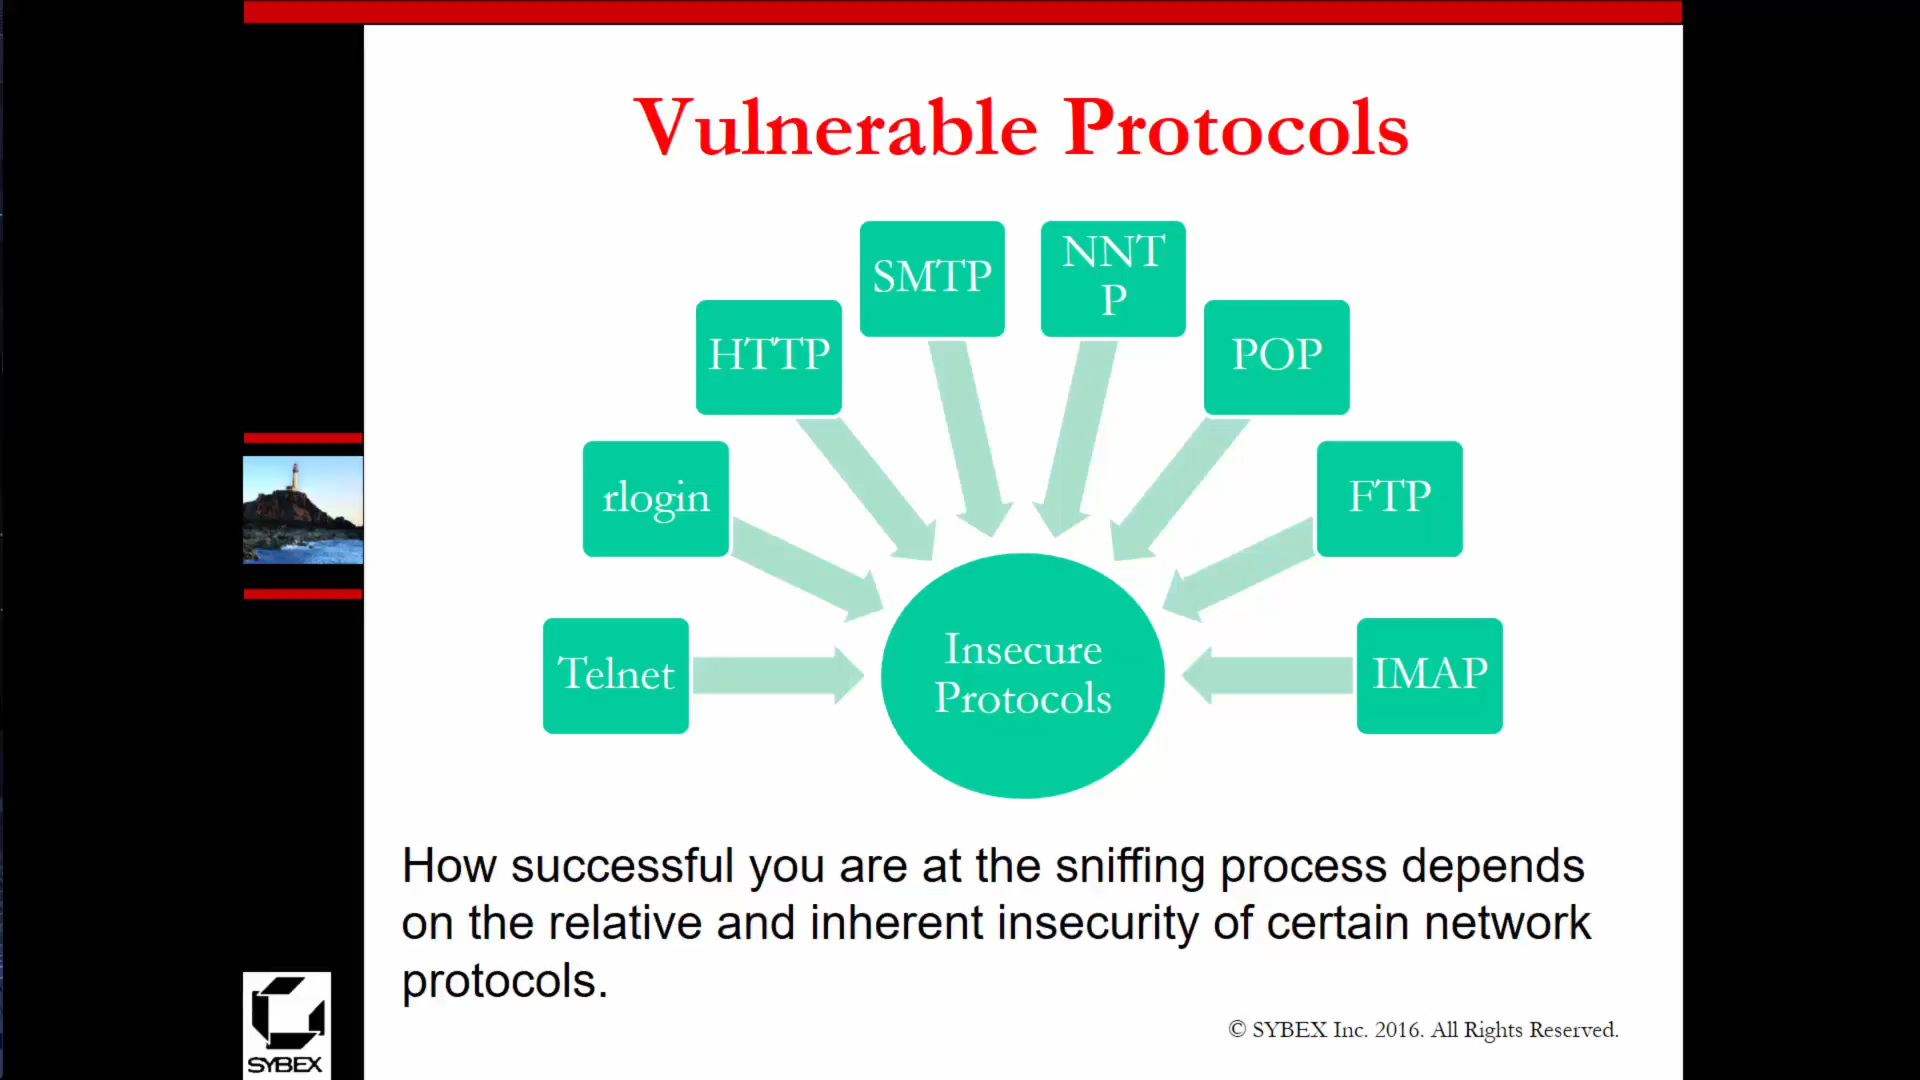 Vulnerable Protocols
SMTP
NNT
P
HTTP
POP
rlogin
FTP
Telnet
Insecure
Protocols
IMAP
How successful you are at the sniffing process depends
on the relative and inherent insecurity of certain network
protocols.
© SYBEX Inc. 2016. All Rights Reserved.
SYBEX